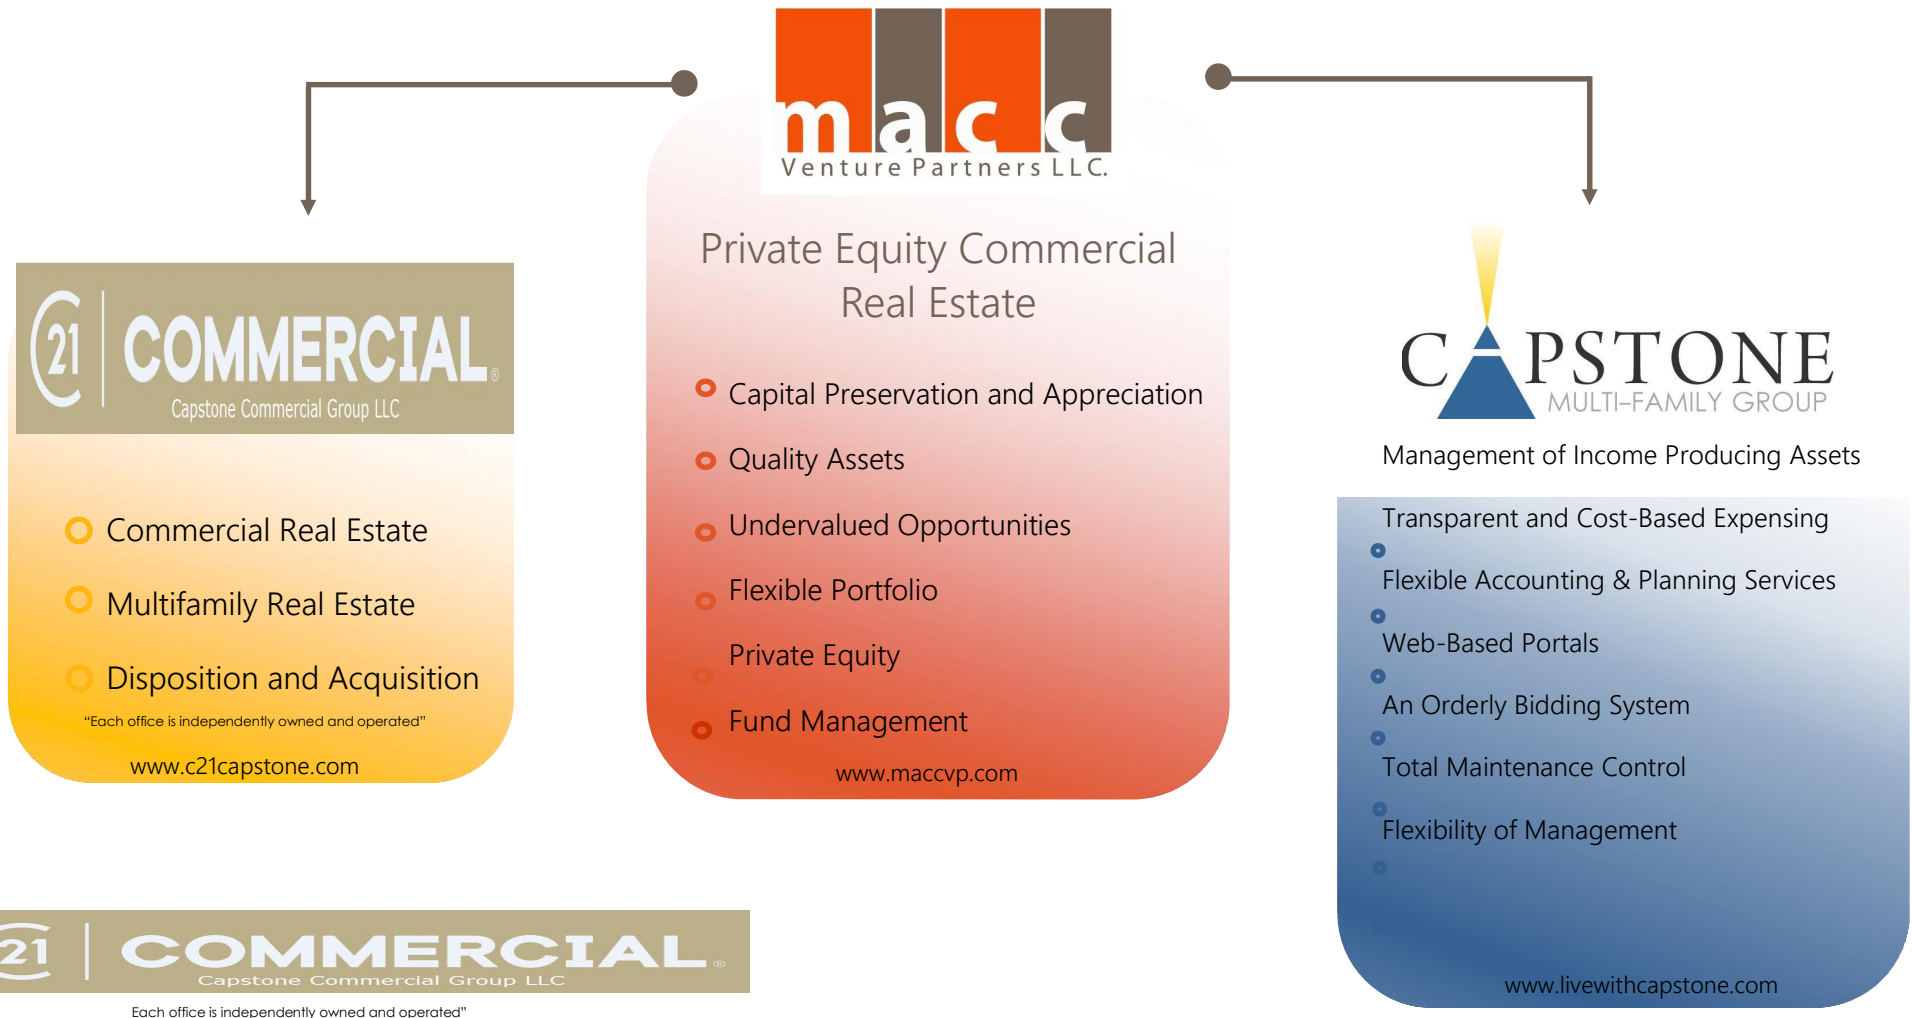 macc
Venture Partners LLC.
Private Equity Commercial
Real Estate
Capital Preservation and Appreciation
Quality Assets
Undervalued Opportunities
Flexible Portfolio
Private Equity
Fund Management
www.maccvp.com
C21 COMMERCIAL®
Capstone Commercial Group LLC
Commercial Real Estate
Multifamily Real Estate
Disposition and Acquisition
“Each office is independently owned and operated”
www.c21capstone.com
CAPSTONE
MULTI-FAMILY GROUP
Management of Income Producing Assets
Transparent and Cost-Based Expensing
Flexible Accounting & Planning Services
Web-Based Portals
An Orderly Bidding System
Total Maintenance Control
Flexibility of Management
www.livewithcapstone.com
C21 COMMERCIAL®
Capstone Commercial Group LLC
Each office is independently owned and operated”